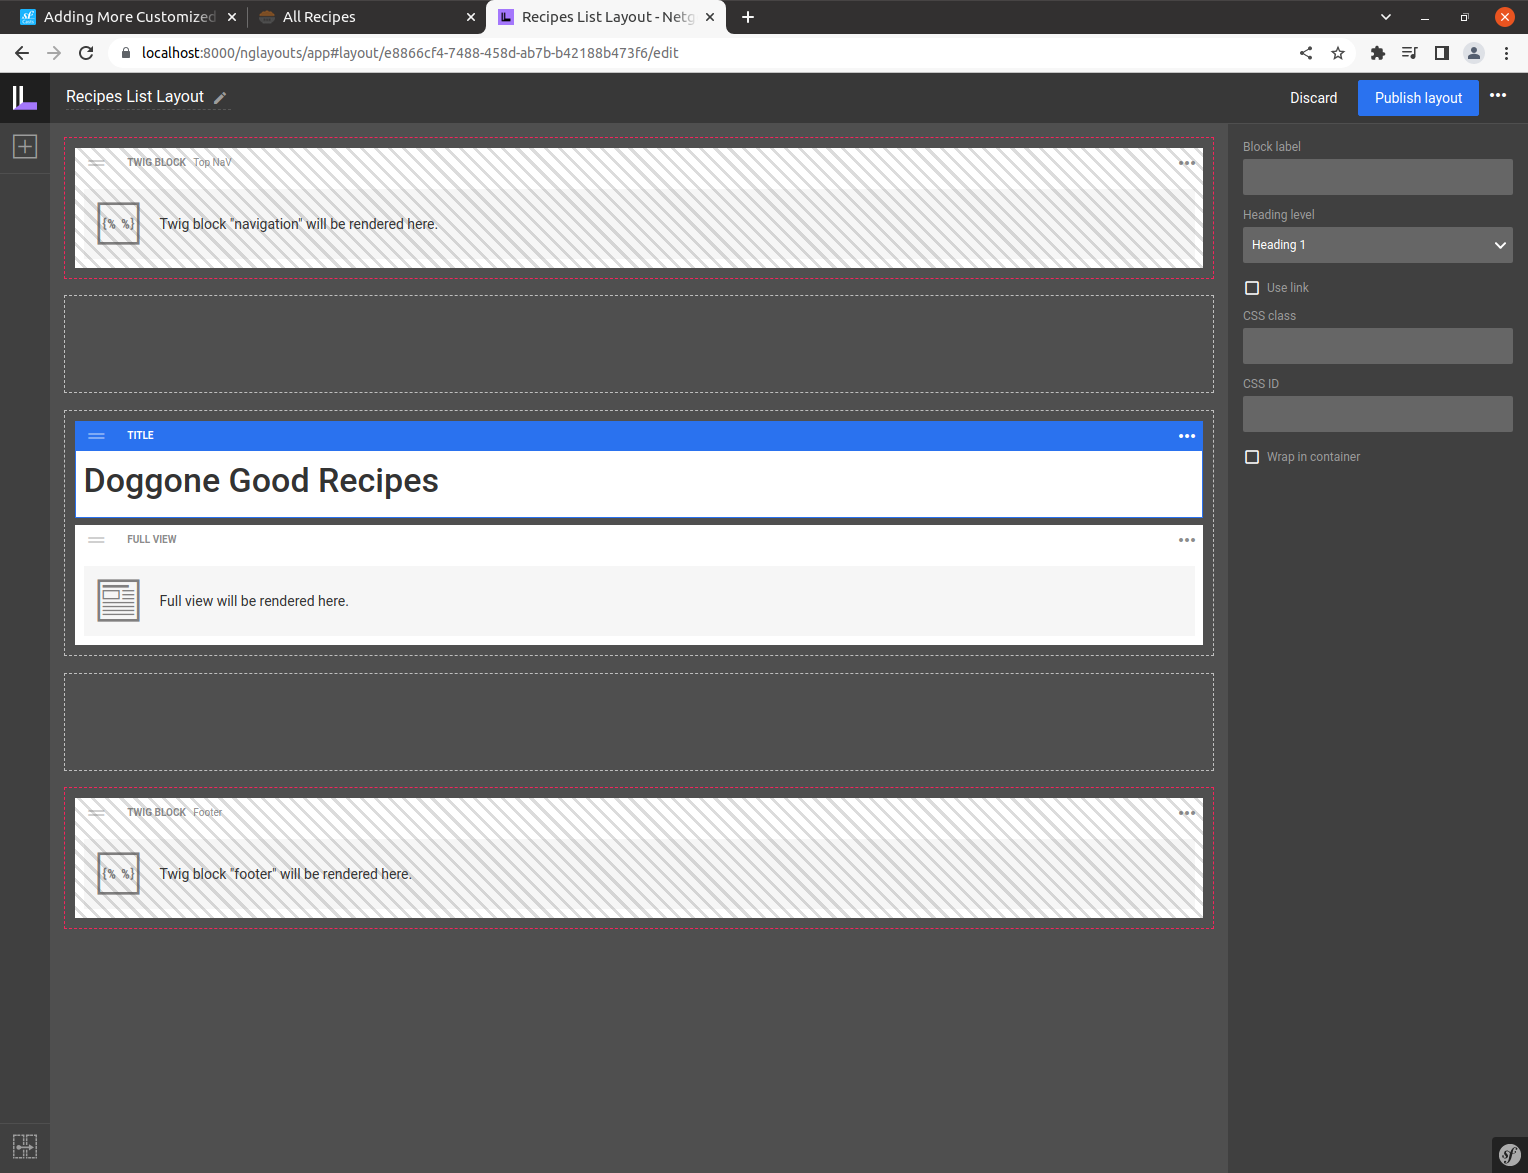 Adding More Customized
All Recipes
Recipes List Layout - Netg
localhost:8000/nglayouts/app#layout/e8866cf4-7488-458d-ab7b-b42188b473f6/edit
Recipes List Layout
Discard
Publish layout
TWIG BLOCK Top NaV
{% %}
Twig block "navigation" will be rendered here.
TITLE
Doggone Good Recipes
FULL VIEW
Full view will be rendered here.
TWIG BLOCK Footer
{% %}
Twig block "footer" will be rendered here.
Block label
Heading level
Heading 1
Use link
CSS class
CSS ID
Wrap in container
sf